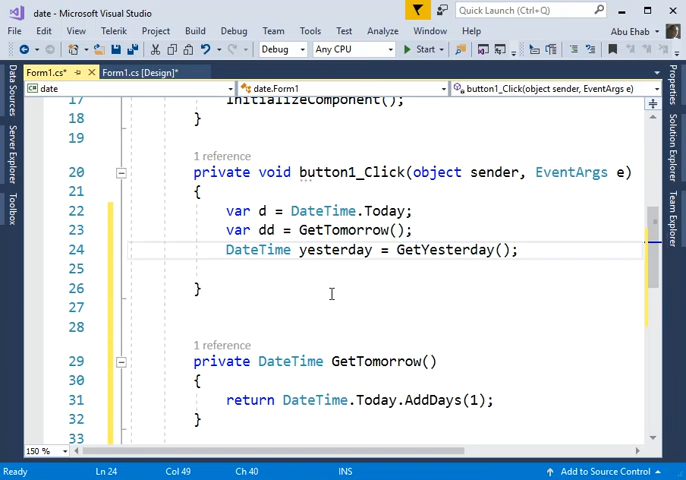 date - Microsoft Visual Studio
Quick Launch (Ctrl+Q)
File Edit View Telerik Project Build Debug Team Tools Test Analyze Window Help
Abu Ehab
Debug Any CPU Start
Form1.cs* Form1.cs [Design]*
date date.Form1 button1_Click(object sender, EventArgs e)
Data Sources
Server Explorer
Toolbox
Properties
Solution Explorer
Team Explorer
17 InitializeComponent();
18 }
19
1 reference
20 private void button1_Click(object sender, EventArgs e)
21 {
22 var d = DateTime.Today;
23 var dd = GetTomorrow();
24 DateTime yesterday = GetYesterday();
25
26 }
27
28
1 reference
29 private DateTime GetTomorrow()
30 {
31 return DateTime.Today.AddDays(1);
32 }
33
150 %
Ready Ln 24 Col 49 Ch 40 INS Add to Source Control